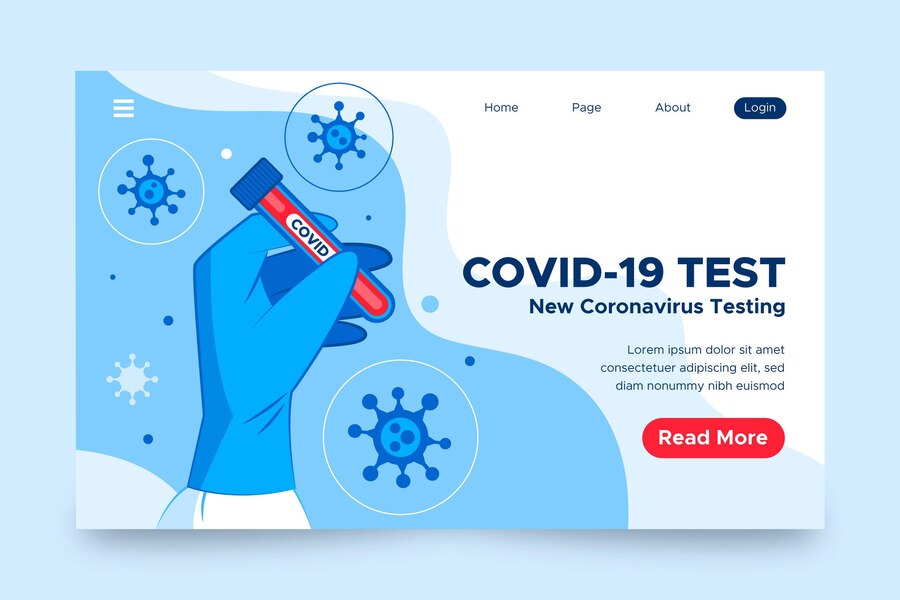 Home Page About Login
COVID
COVID-19 TEST
New Coronavirus Testing
Lorem ipsum dolor sit amet
consectetuer adipiscing elit, sed
diam nonummy nibh euismod
Read More